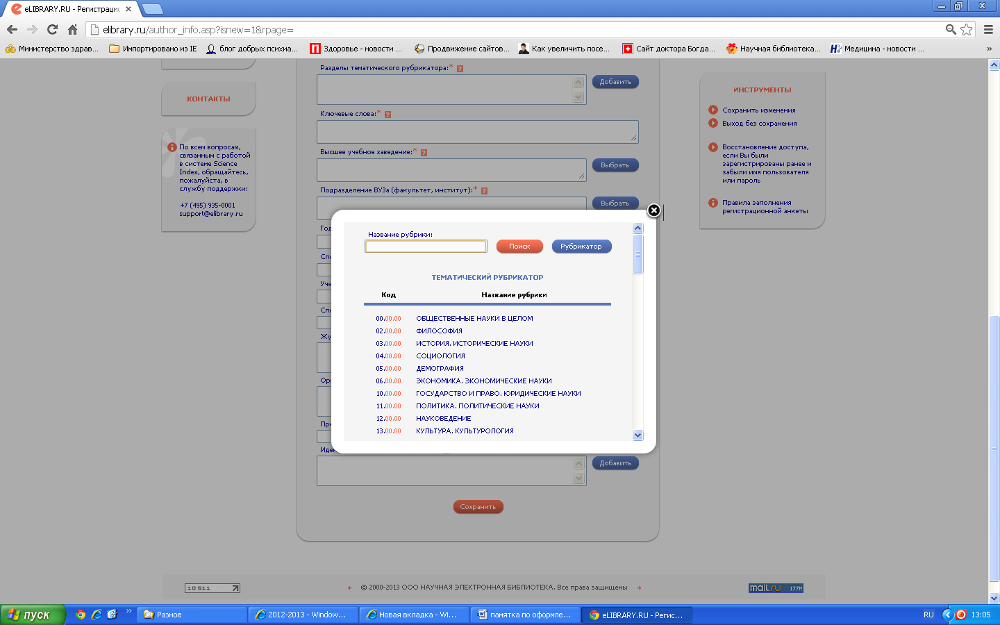 eLIBRARY.RU - Регистраци
elibrary.ru/author_info.asp?isnew=1&rpage=
Министерство здрав...
Импортировано из IE
блог добрых психиа...
Здоровье - новости ...
Продвижение сайтов...
Как увеличить посе...
Сайт доктора Богда...
Научная библиотека...
Медицина - новости ...
»
КОНТАКТЫ
По всем вопросам,
связанным с работой
в системе Science
Index, обращайтесь,
пожалуйста, в
службу поддержки:
+7 (495) 935-0001
support@elibrary.ru
Разделы тематического рубрикатора:* ?
Добавить
Ключевые слова:* ?
Высшее учебное заведение:* ?
Выбрать
Подразделение ВУЗа (факультет, институт):* ?
Выбрать
Год
Спе
Уче
Спе
Жу
Орг
Пре
Иде
Добавить
Сохранить
Название рубрики:
Поиск
Рубрикатор
ТЕМАТИЧЕСКИЙ РУБРИКАТОР
Код Название рубрики
00.00.00 ОБЩЕСТВЕННЫЕ НАУКИ В ЦЕЛОМ
02.00.00 ФИЛОСОФИЯ
03.00.00 ИСТОРИЯ. ИСТОРИЧЕСКИЕ НАУКИ
04.00.00 СОЦИОЛОГИЯ
05.00.00 ДЕМОГРАФИЯ
06.00.00 ЭКОНОМИКА. ЭКОНОМИЧЕСКИЕ НАУКИ
10.00.00 ГОСУДАРСТВО И ПРАВО. ЮРИДИЧЕСКИЕ НАУКИ
11.00.00 ПОЛИТИКА. ПОЛИТИЧЕСКИЕ НАУКИ
12.00.00 НАУКОВЕДЕНИЕ
13.00.00 КУЛЬТУРА. КУЛЬТУРОЛОГИЯ
ИНСТРУМЕНТЫ
Сохранить изменения
Выход без сохранения
Восстановление доступа,
если Вы были
зарегистрированы ранее и
забыли имя пользователя
или пароль
Правила заполнения
регистрационной анкеты
* © 2000-2013 ООО НАУЧНАЯ ЭЛЕКТРОННАЯ БИБЛИОТЕКА. Все права защищены *
mail.ru 177M
пуск
»
Разное
2012-2013 - Window...
Новая вкладка - Wi...
памятка по оформле...
eLIBRARY.RU - Регис...
RU
13:05